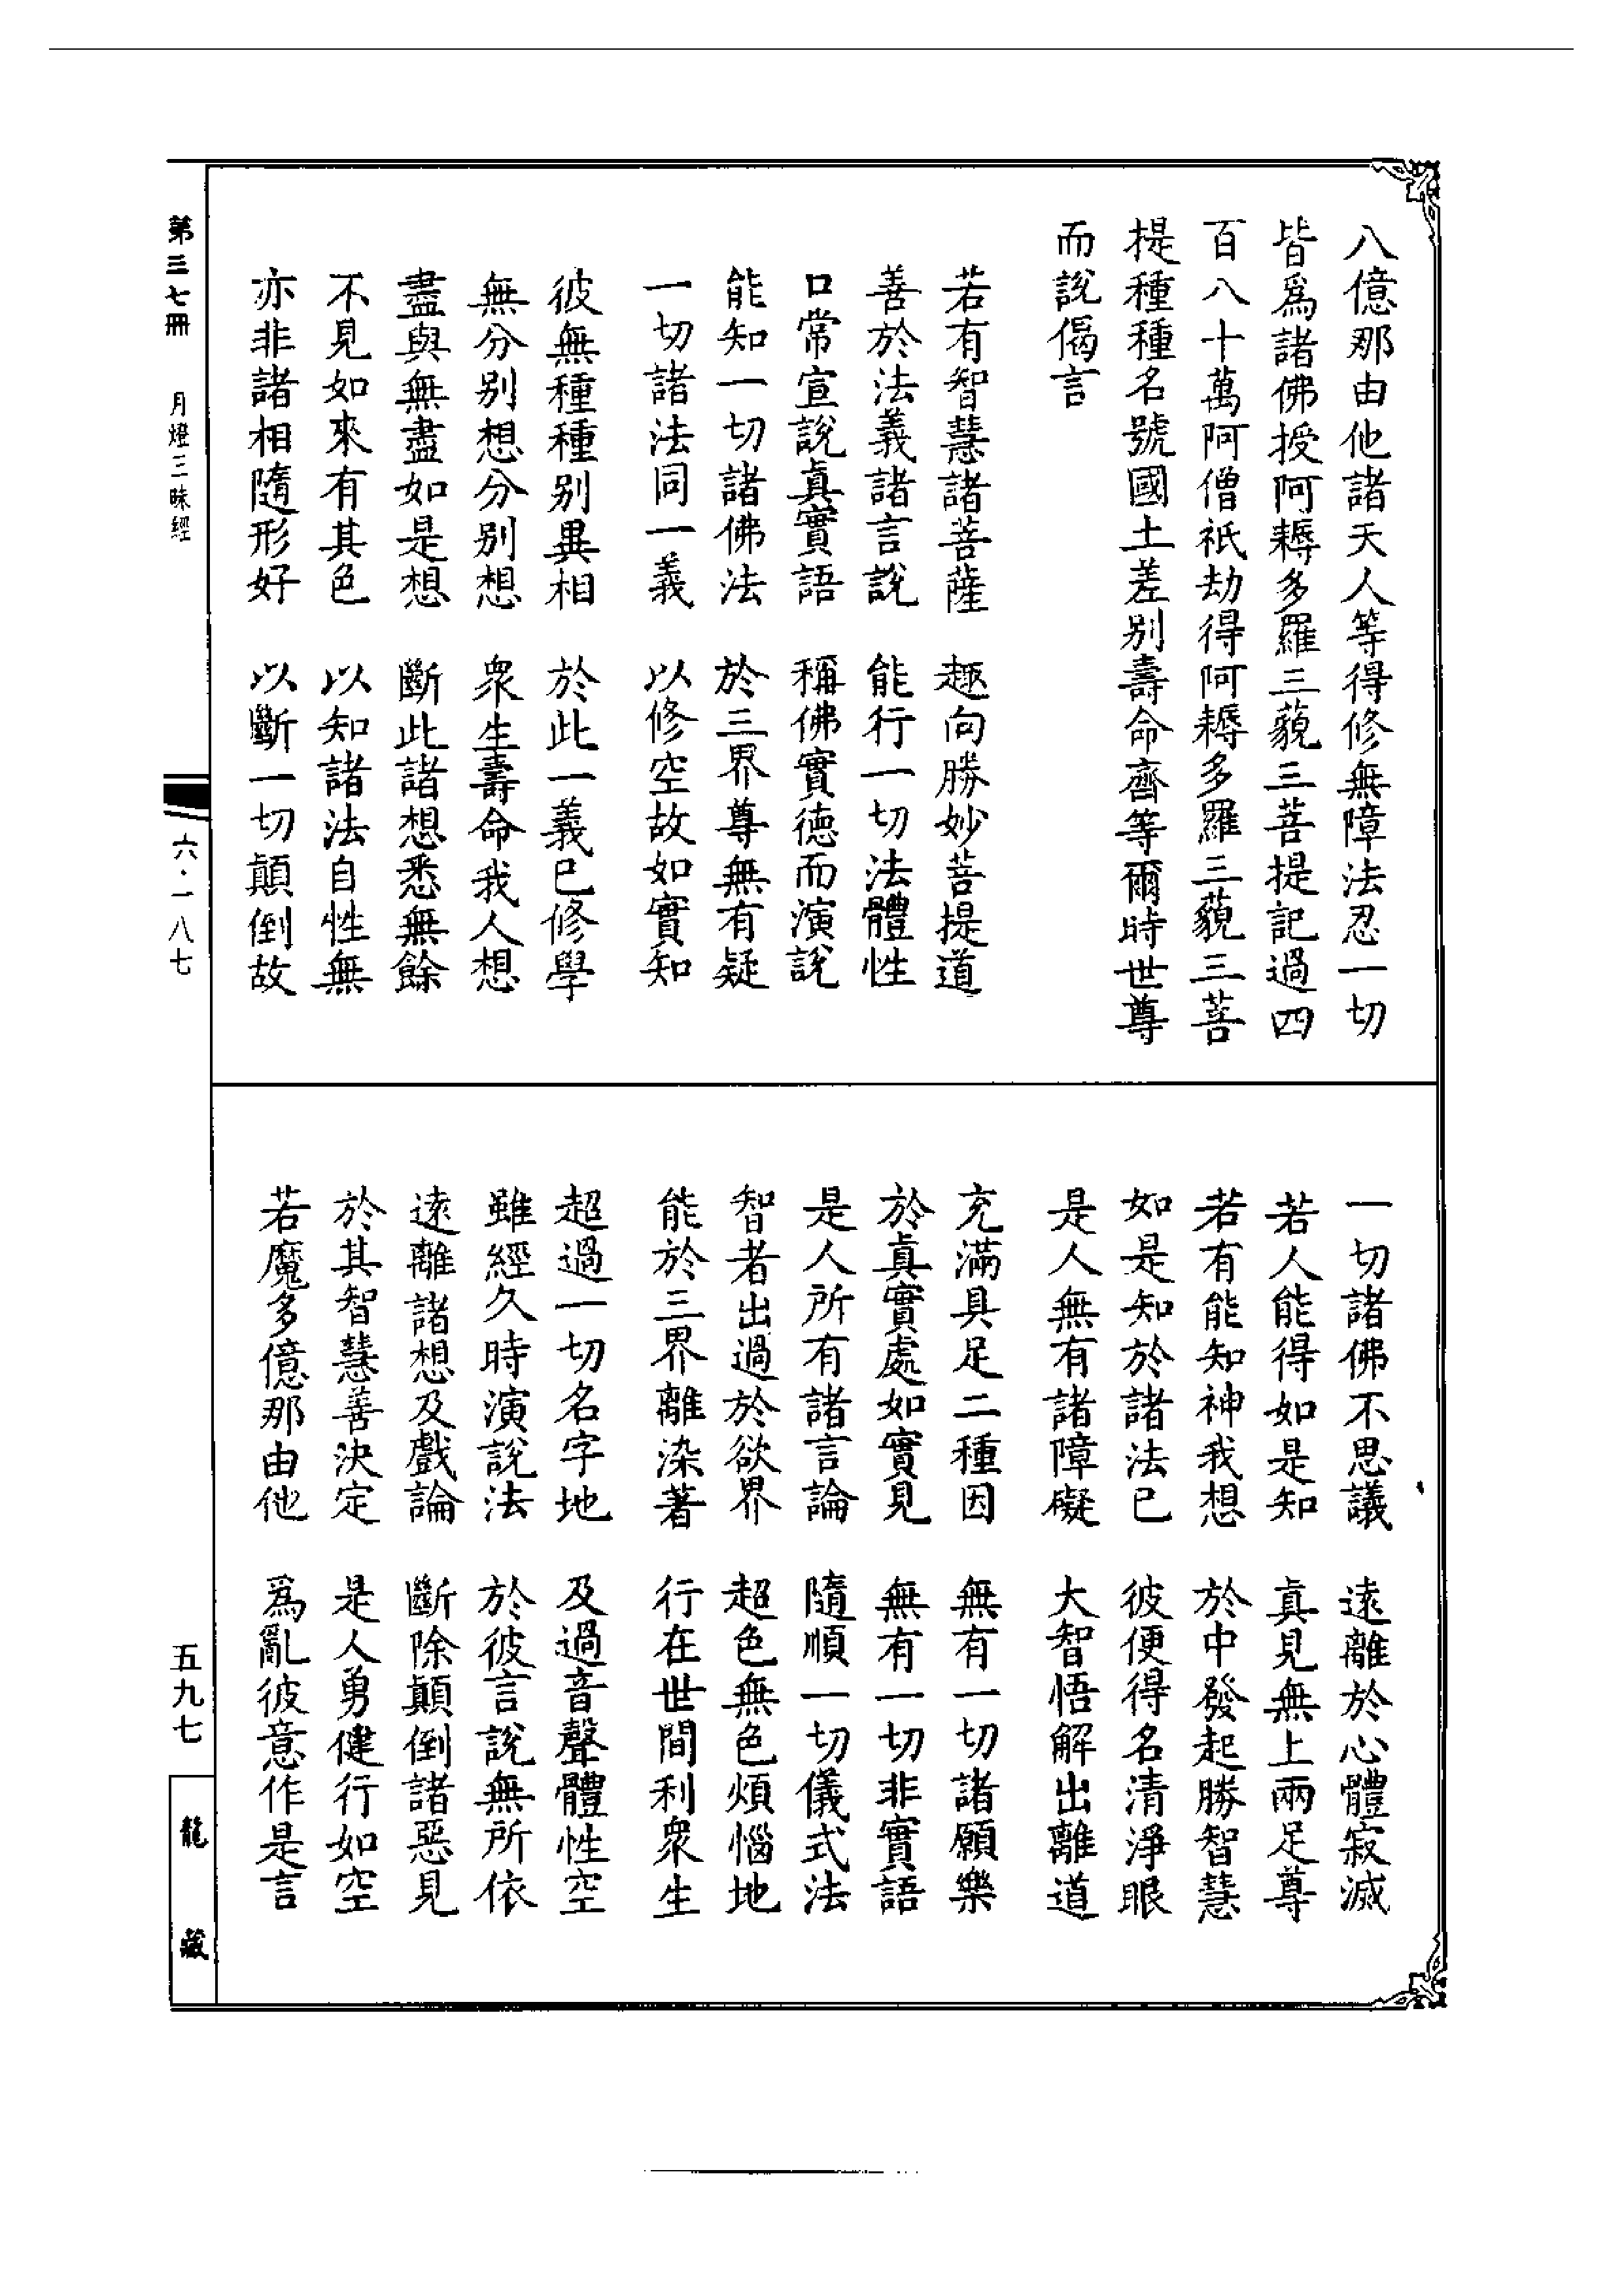 八億那由他諸天人等得修無障法忍一切
皆爲諸佛授阿耨多羅三藐三菩提記過四
百八十萬阿僧祇劫得阿耨多羅三藐三菩
提種種名號國土差別壽命齊等爾時世尊
而說偈言
若有智慧諸菩薩　趣向勝妙菩提道
善於法義諸言說　能行一切法體性
口常宣說真實語　稱佛實德而演說
能知一切諸佛法　於三界尊無有疑
一切諸法同一義　以修空故如實知
彼無種種別異相　於此一義已修學
無分別想分別想　衆生壽命我人想
盡與無盡如是想　斷此諸想悉無餘
不見如來有其色　以知諸法自性無
亦非諸相隨形好　以斷一切顛倒故
一切諸佛不思議　遠離於心體寂滅
若人能得如是知　真見無上兩足尊
若有能知神我想　於中發起勝智慧
如是知於諸法已　彼便得名清淨眼
是人無有諸障礙　大智悟解出離道
充滿具足二種因　無有一切諸願樂
於真實處如實見　無有一切非實語
是人所有諸言論　隨順一切儀式法
智者出過於欲界　超色無色煩惱地
能於三界離染著　行在世間利衆生
超過一切名字地　及過音聲體性空
雖經久時演說法　於彼言說無所依
遠離諸想及戲論　斷除顛倒諸惡見
於其智慧善決定　是人勇健行如空
若魔多億那由他　爲亂彼意作是言
第三七冊　月燈三昧經
六·一八七
五九七
龍藏